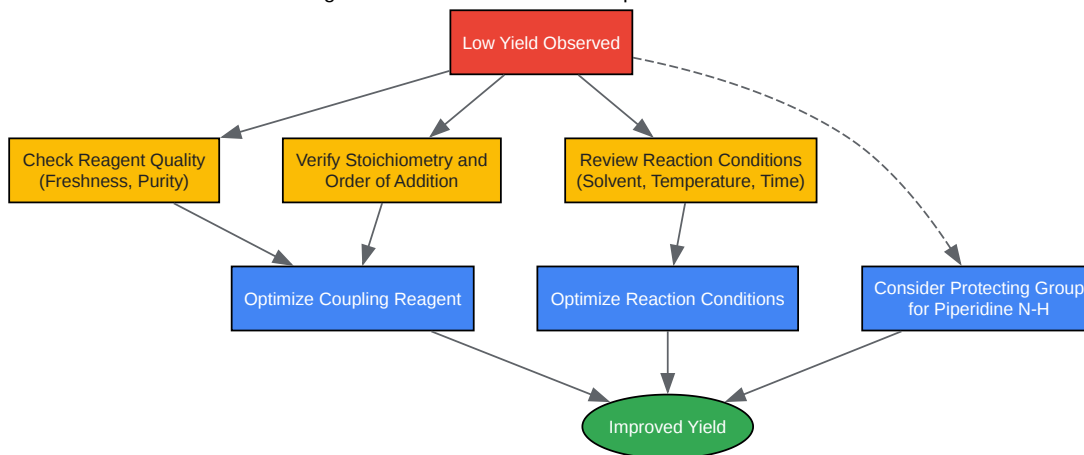 Low Yield Observed
Check Reagent Quality
(Freshness, Purity)
Verify Stoichiometry and
Order of Addition
Review Reaction Conditions
(Solvent, Temperature, Time)
Optimize Coupling Reagent
Optimize Reaction Conditions
Consider Protecting Group
for Piperidine N-H
Improved Yield